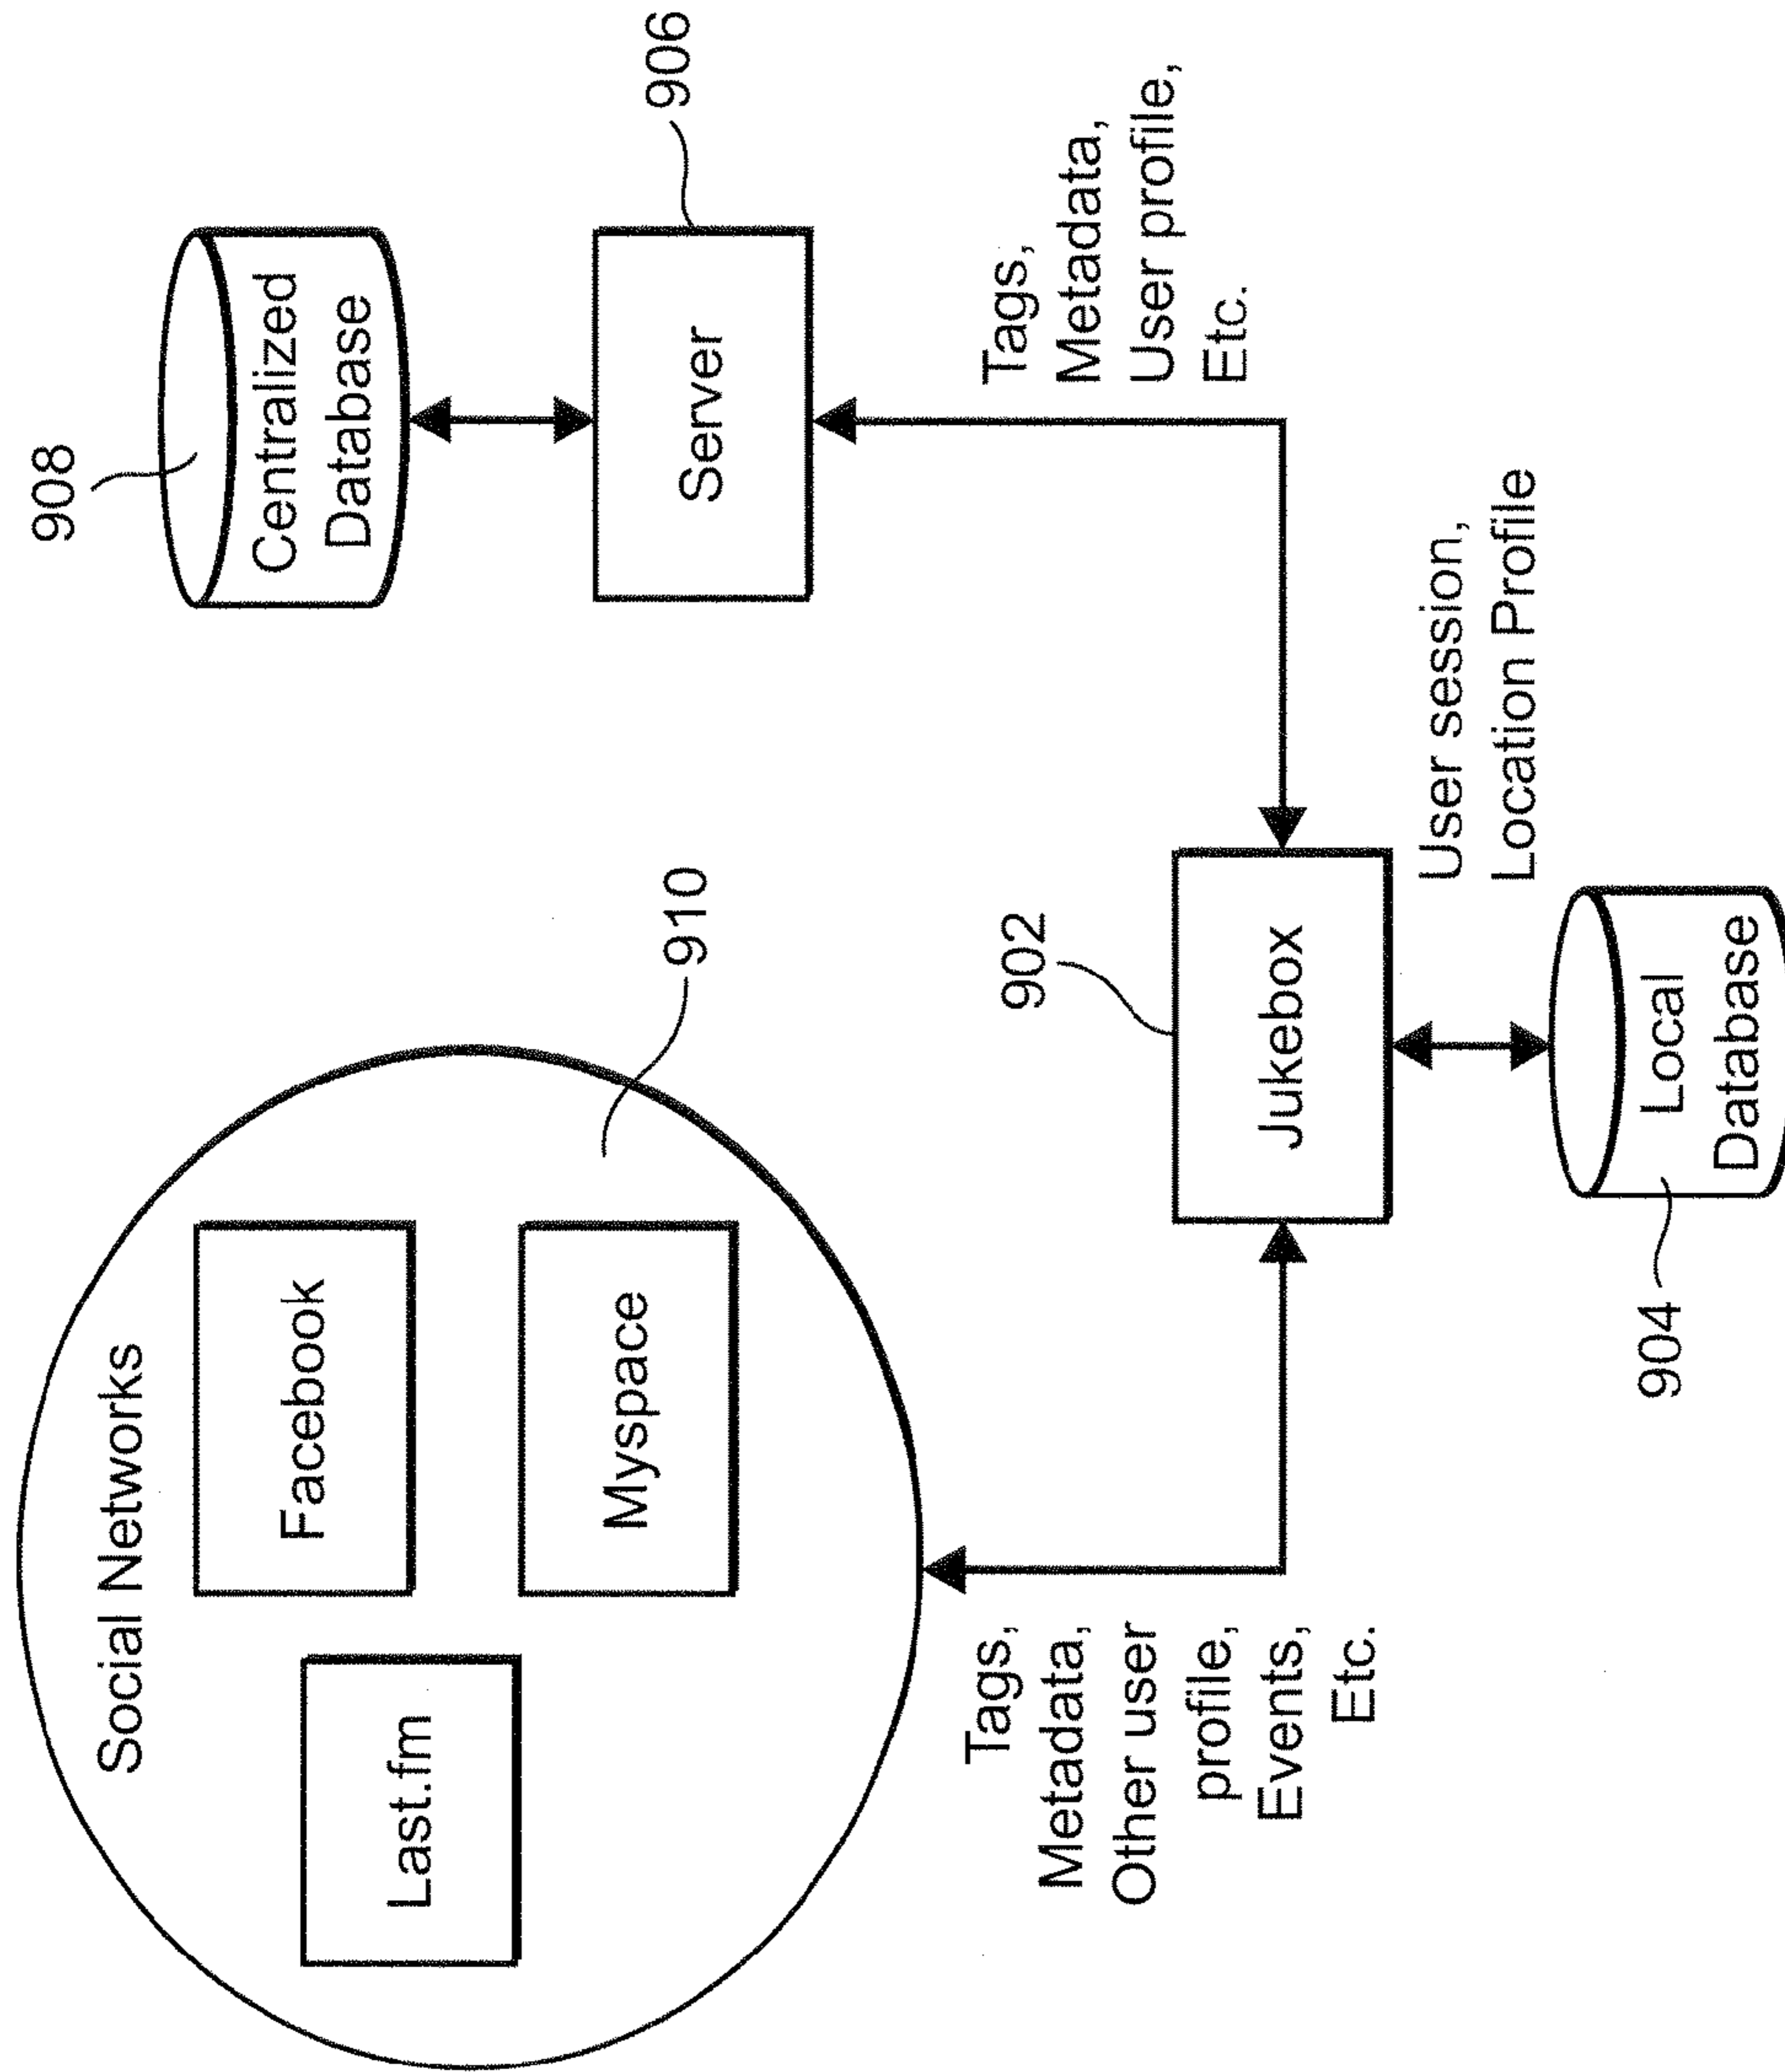 Social Networks
Last.fm
Facebook
Myspace
910
908
Centralized
Database
Server
906
Tags,
Metadata,
Other user
profile,
Events,
Etc.
902
Jukebox
Tags,
Metadata,
User profile,
Etc.
User session,
Location Profile
904
Local
Database